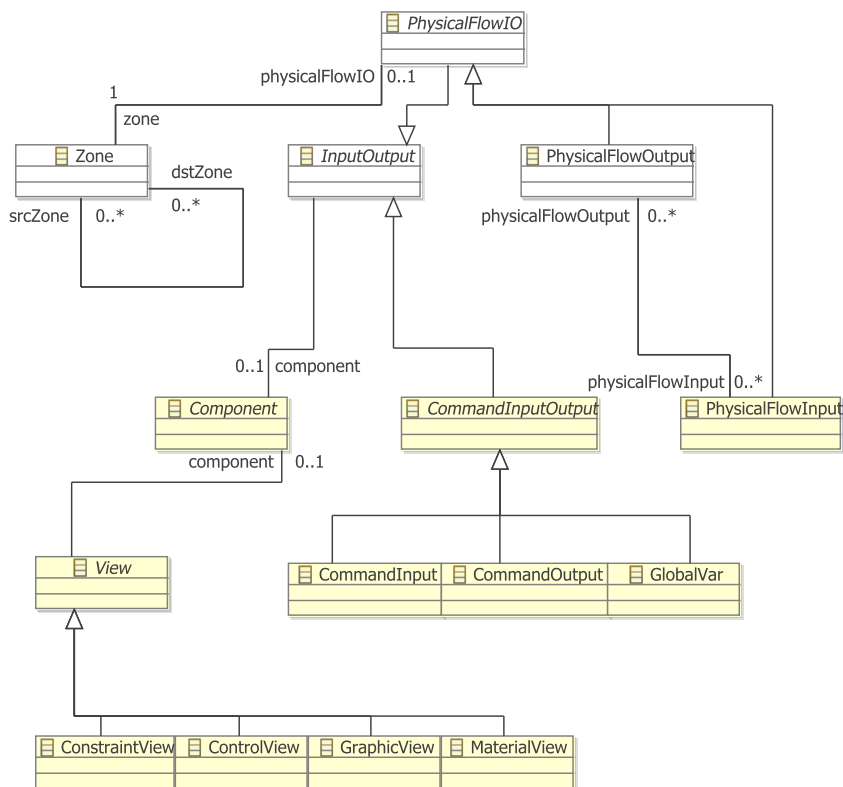 PhysicalFlowIO
physicalFlowIO 0..1
1
zone
Zone
InputOutput
PhysicalFlowOutput
dstZone
srcZone 0..* 0..*
physicalFlowOutput 0..*
0..1 component
physicalFlowInput 0..*
Component
CommandInputOutput
PhysicalFlowInput
component 0..1
View
CommandInput
CommandOutput
GlobalVar
ConstraintView
ControlView
GraphicView
MaterialView